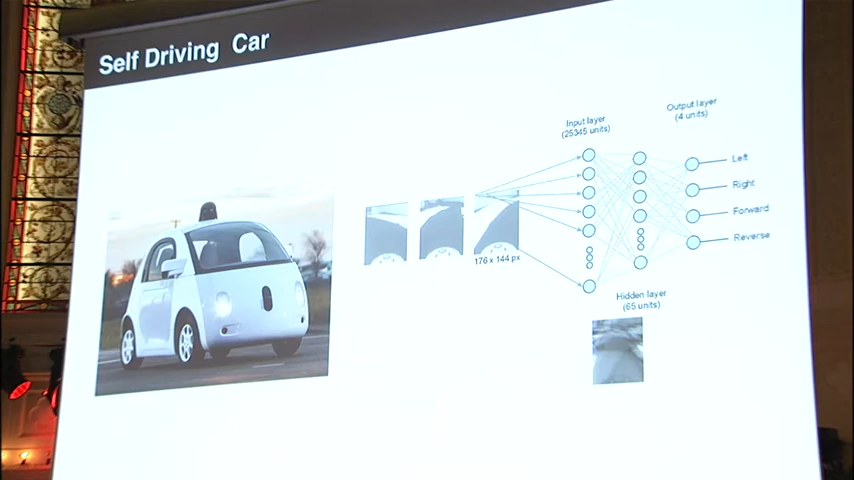 Self Driving Car
Input layer
(25345 units)
Output layer
(4 units)
Left
Right
Forward
Reverse
176 x 144 px
Hidden layer
(65 units)